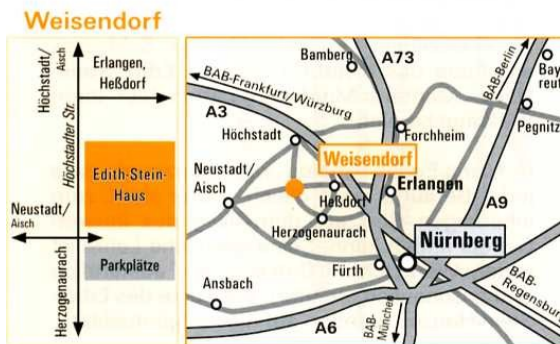 Weisendorf
Höchstadt/
Aisch
Erlangen,
Heßdorf
Höchstadter Str.
Edith-Stein-
Haus
Neustadt/
Aisch
Parkplätze
Herzogenaurach
Bamberg
A73
BAB-Berlin
Bay
reut
BAB-Frankfurt/Würzburg
Pegnitz
A3
Höchstadt
Forchheim
Weisendorf
Neustadt/
Aisch
Heßdorf
Erlangen
A9
Herzogenaurach
Nürnberg
Fürth
Ansbach
BAB-
Regensburg
A6
BAB-
München